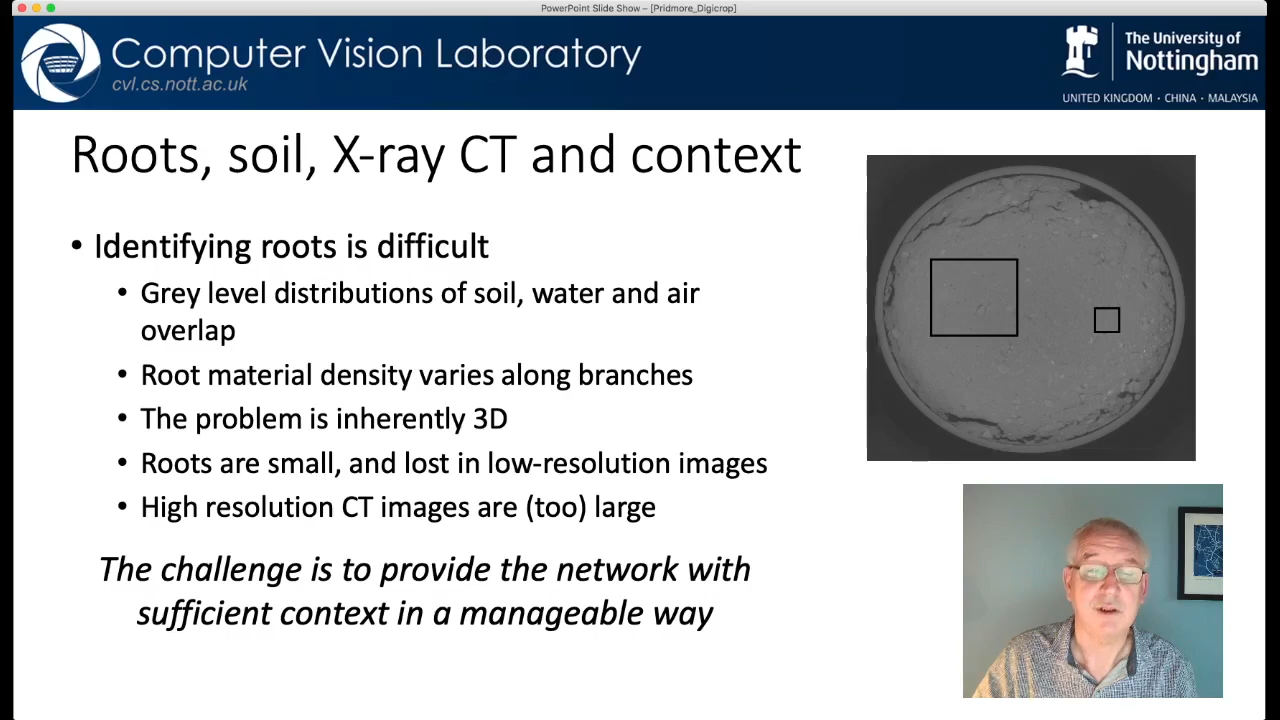 PowerPoint Slide Show – [Pridmore_Digicrop]
Computer Vision Laboratory
cvl.cs.nott.ac.uk
The University of
Nottingham
UNITED KINGDOM · CHINA · MALAYSIA
Roots, soil, X-ray CT and context
• Identifying roots is difficult
• Grey level distributions of soil, water and air
overlap
• Root material density varies along branches
• The problem is inherently 3D
• Roots are small, and lost in low-resolution images
• High resolution CT images are (too) large
The challenge is to provide the network with
sufficient context in a manageable way